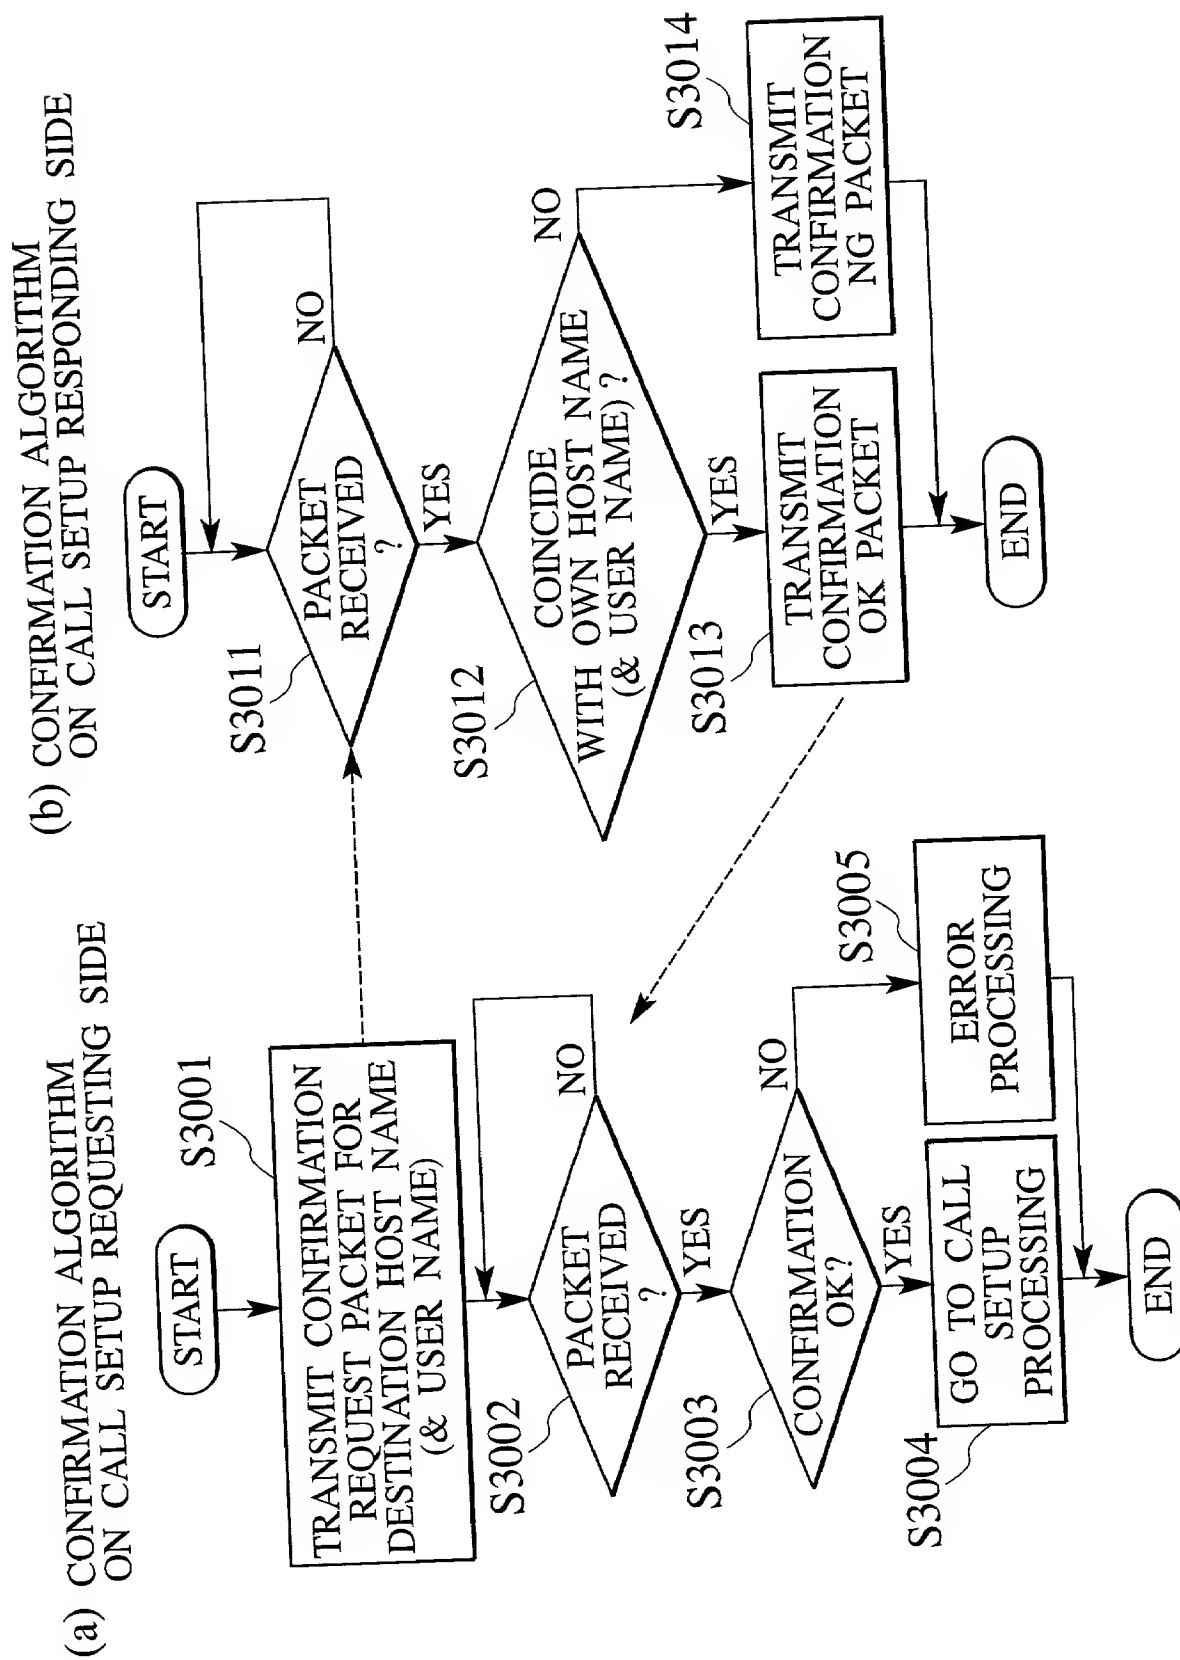 (a) CONFIRMATION ALGORITHM
ON CALL SETUP REQUESTING SIDE
START
S3001
TRANSMIT CONFIRMATION
REQUEST PACKET FOR
DESTINATION HOST NAME
(& USER NAME)
S3002
PACKET
RECEIVED
?
NO
YES
S3003
CONFIRMATION
OK?
NO
YES
S3004
GO TO CALL
SETUP
PROCESSING
S3005
ERROR
PROCESSING
END
(b) CONFIRMATION ALGORITHM
ON CALL SETUP RESPONDING SIDE
START
S3011
PACKET
RECEIVED
?
NO
YES
S3012
COINCIDE
WITH OWN HOST NAME
(& USER NAME) ?
NO
YES
S3013
TRANSMIT
CONFIRMATION
OK PACKET
S3014
TRANSMIT
CONFIRMATION
NG PACKET
END